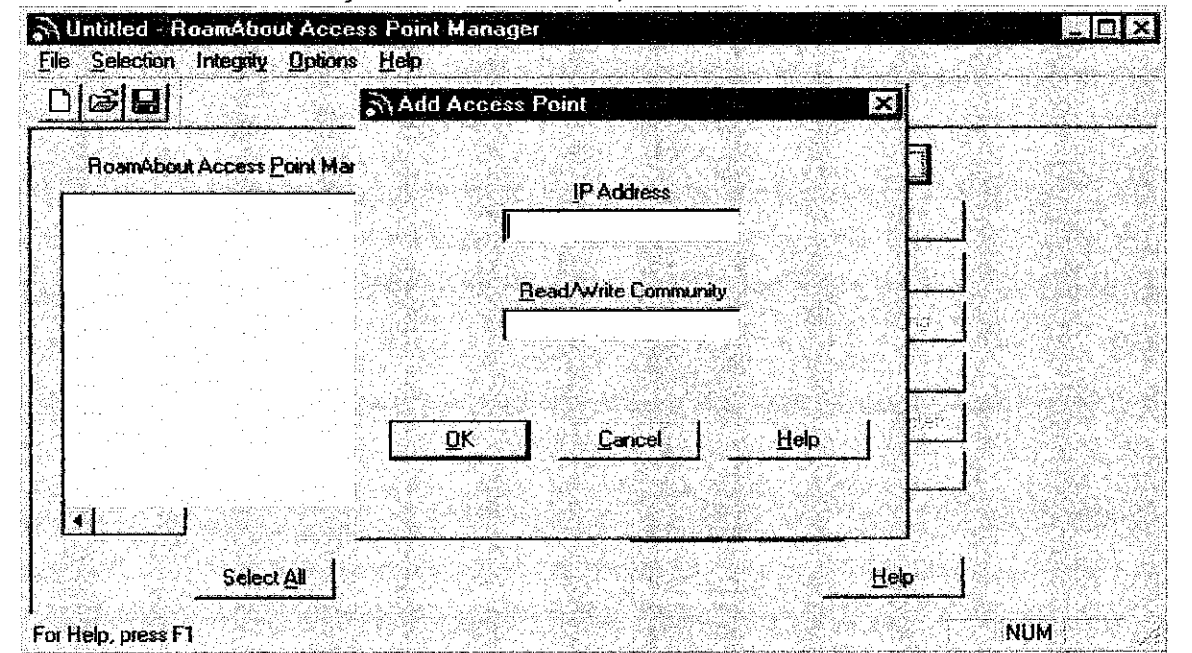 Untitled - RoamAbout Access Point Manager
File Selection Integrity Options Help
Add Access Point
RoamAbout Access Point Mar
IP Address
Read/Write Community
OK Cancel Help
Select All Help
For Help, press F1 NUM